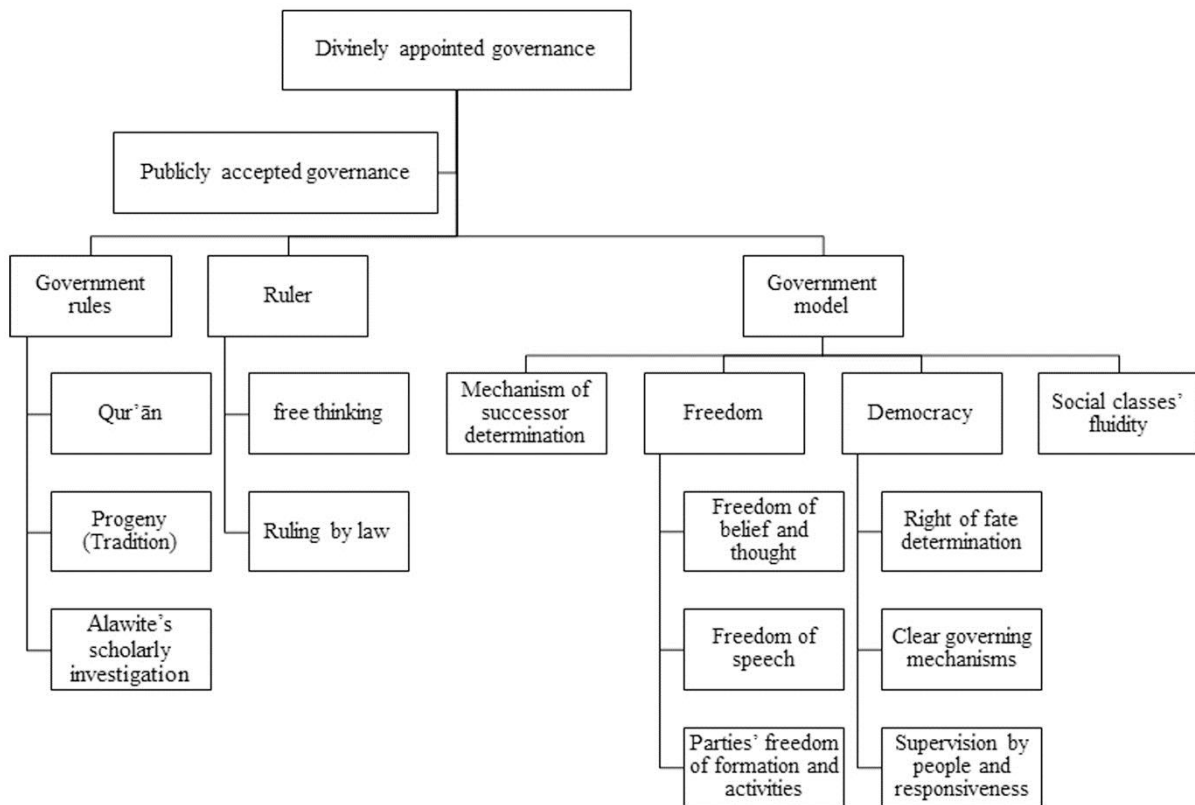 Divinely appointed governance
Publicly accepted governance
Government
rules
Ruler
Government
model
Qur’ān
Progeny
(Tradition)
Alawite’s
scholarly
investigation
free thinking
Ruling by law
Mechanism of
successor
determination
Freedom
Democracy
Social classes’
fluidity
Freedom of
belief and
thought
Freedom of
speech
Parties’ freedom
of formation and
activities
Right of fate
determination
Clear governing
mechanisms
Supervision by
people and
responsiveness